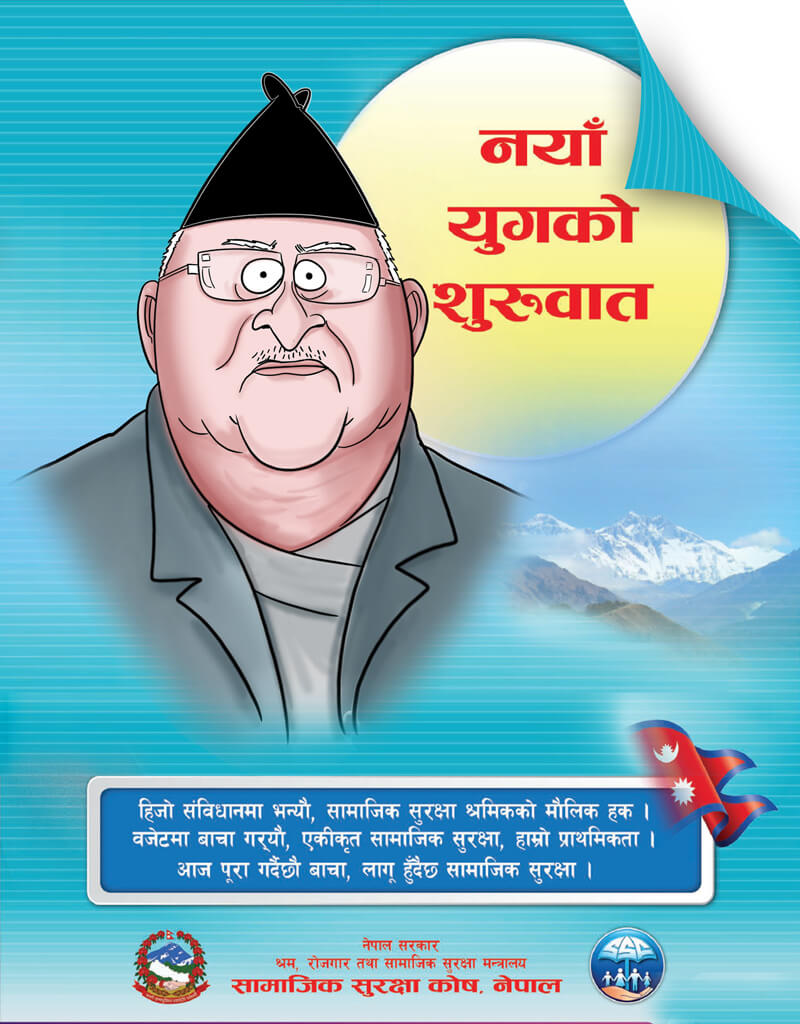 नयाँ
युगको
शुरुवात
हिजो संविधानमा भन्यौ, सामाजिक सुरक्षा श्रमिकको मौलिक हक ।
वजेटमा बाचा गर्‍यौ, एकीकृत सामाजिक सुरक्षा, हाम्रो प्राथमिकता ।
आज पूरा गर्दैछौ बाचा, लागू हुँदैछ सामाजिक सुरक्षा ।
नेपाल सरकार
श्रम, रोजगार तथा सामाजिक सुरक्षा मन्त्रालय
सामाजिक सुरक्षा कोष, नेपाल